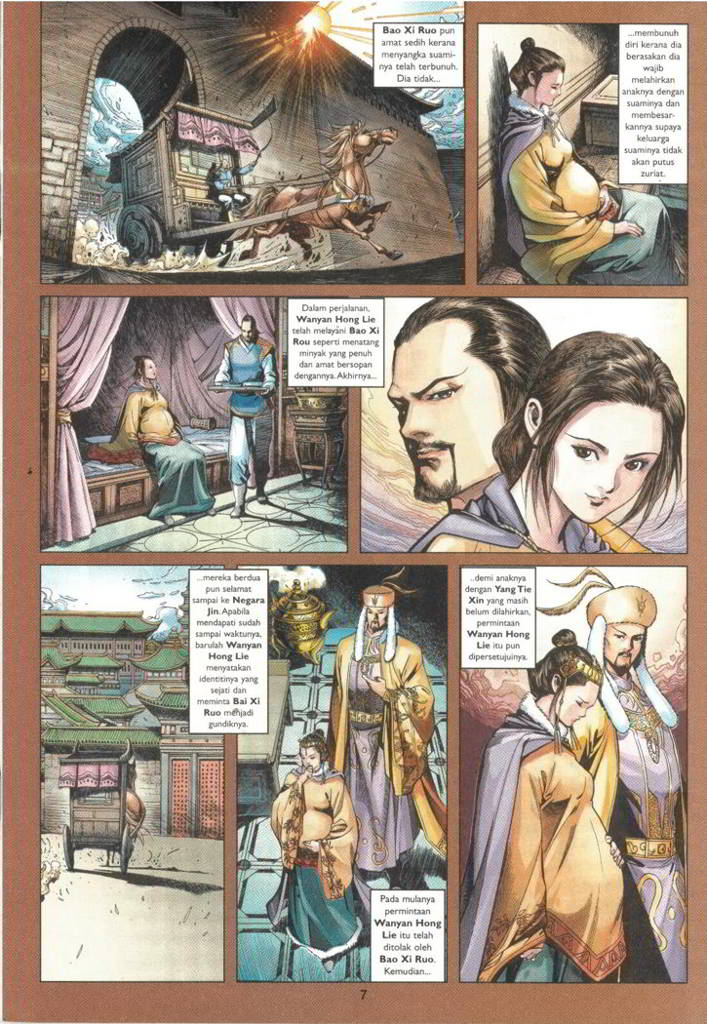 Bao Xi Ruo pun
amat sedih kerana
menyangka suami-
nya telah terbunuh.
Dia tidak...
...membunuh
diri kerana dia
berasakan dia
wajib
melahirkan
anaknya dengan
suaminya dan
membesar-
kannya supaya
keluarga
suaminya tidak
akan putus
zuriat.
Dalam perjalanan,
Wanyan Hong Lie
telah melayani Bao Xi
Rou seperti menatang
minyak yang penuh
dan amat bersopan
dengannya. Akhirnya...
...mereka berdua
pun selamat
sampai ke Negara
Jin. Apabila
mendapati sudah
sampai waktunya,
barulah Wanyan
Hong Lie
menyatakan
identitinya yang
sejati dan
meminta Bai Xi
Ruo menjadi
gundiknya.
Pada mulanya
permintaan
Wanyan Hong
Lie itu telah
ditolak oleh
Bao Xi Ruo.
Kemudian...
..demi anaknya
dengan Yang Tie
Xin yang masih
belum dilahirkan,
permintaan
Wanyan Hong
Lie itu pun
dipersetujuinya.
7